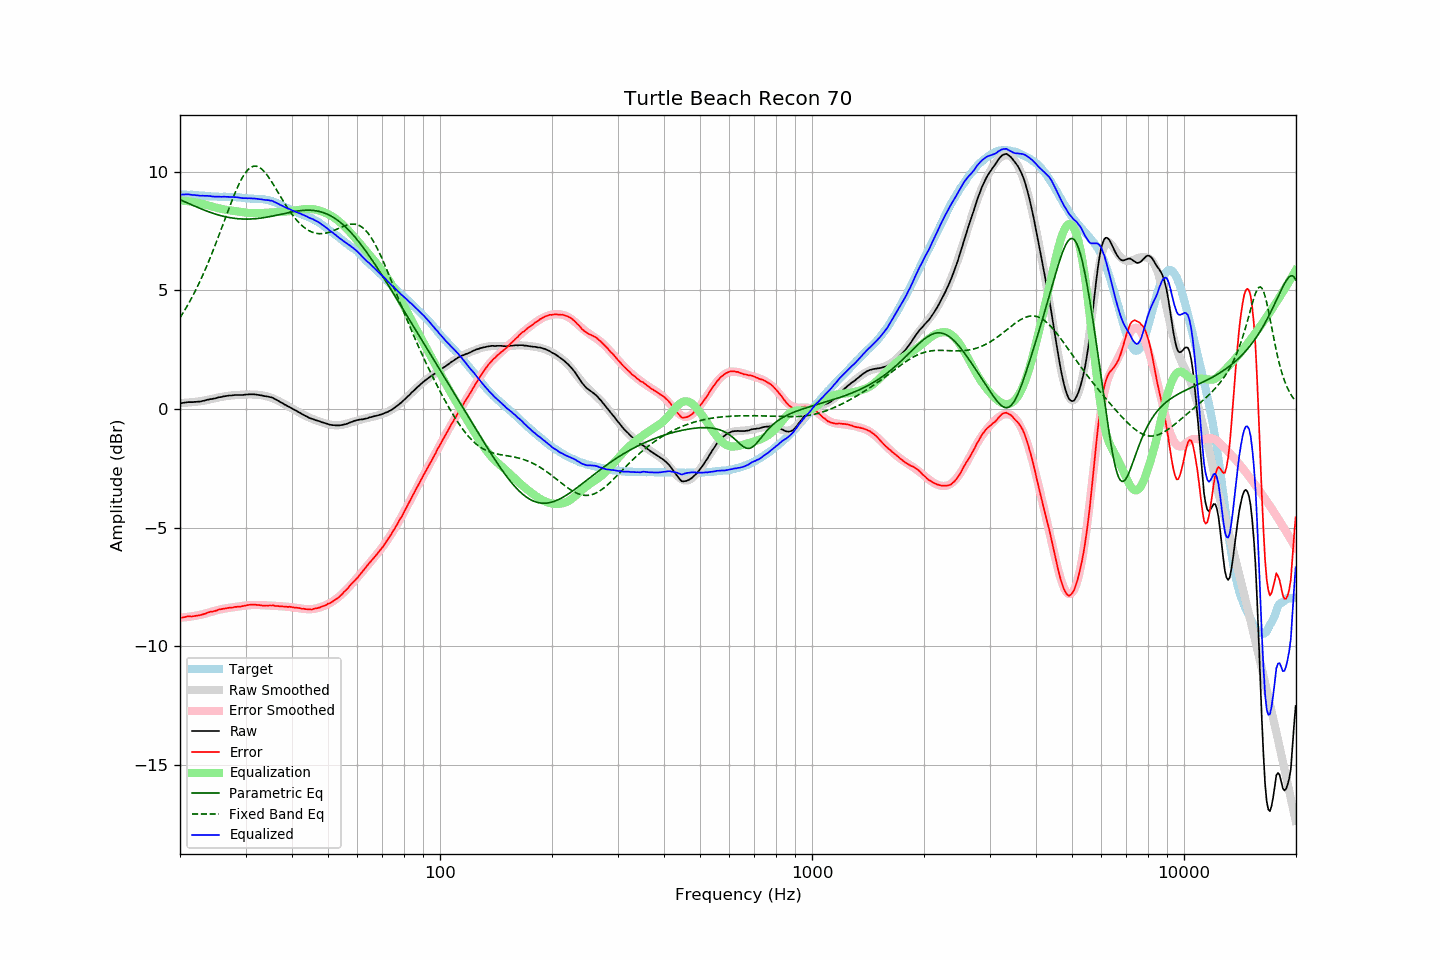 Turtle Beach Recon 70
Amplitude (dBr)
10
5
0
−5
−10
−15
Target
Raw Smoothed
Error Smoothed
Raw
Error
Equalization
Parametric Eq
Fixed Band Eq
Equalized
100
1000
10000
Frequency (Hz)